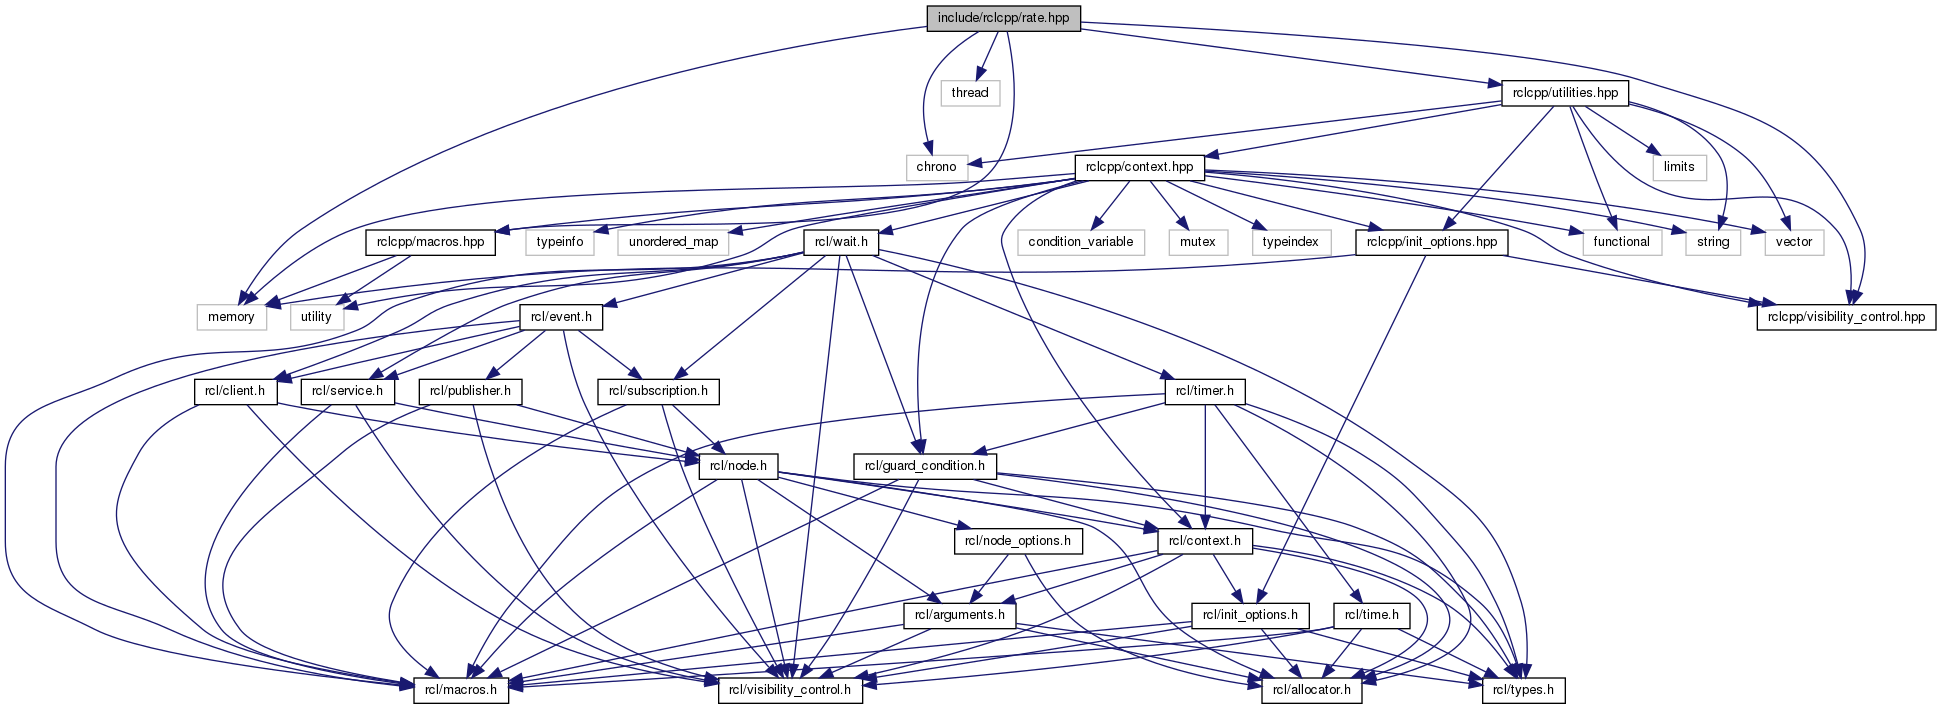 include/rclcpp/rate.hpp
thread
rclcpp/utilities.hpp
chrono
rclcpp/context.hpp
limits
rclcpp/macros.hpp
typeinfo
unordered_map
rcl/wait.h
condition_variable
mutex
typeindex
rclcpp/init_options.hpp
functional
string
vector
memory
utility
rcl/event.h
rclcpp/visibility_control.hpp
rcl/client.h
rcl/service.h
rcl/publisher.h
rcl/subscription.h
rcl/timer.h
rcl/node.h
rcl/guard_condition.h
rcl/node_options.h
rcl/context.h
rcl/arguments.h
rcl/init_options.h
rcl/time.h
rcl/macros.h
rcl/visibility_control.h
rcl/allocator.h
rcl/types.h